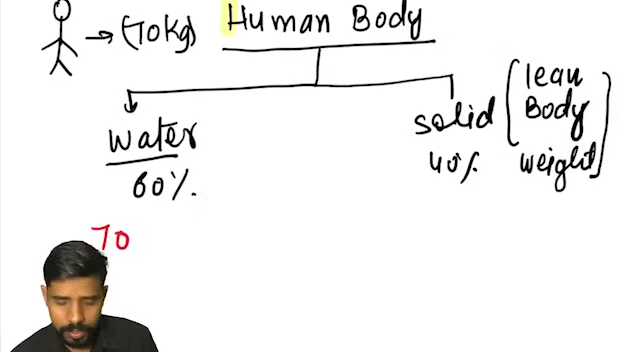 → (70kg) Human Body
Water
60%.
solid (lean Body weight)
40%
70